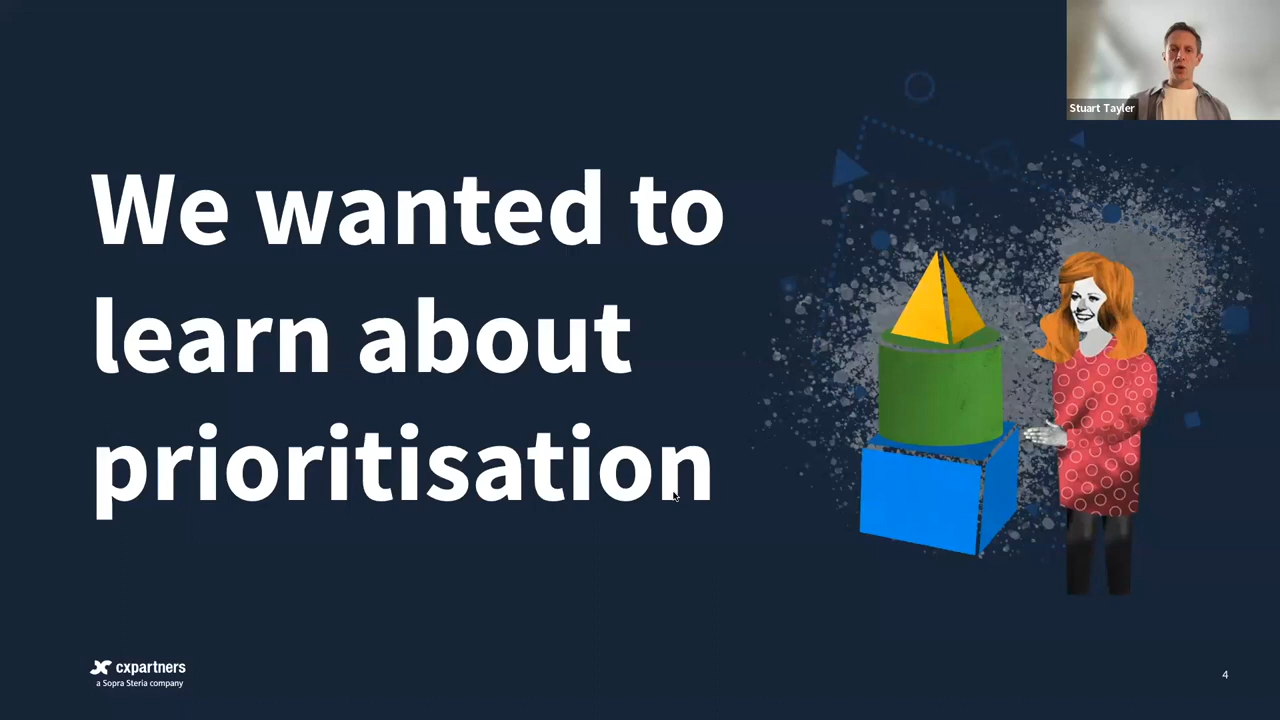 Stuart Tayler
We wanted to
learn about
prioritisation
cxpartners
a Sopra Steria company
4